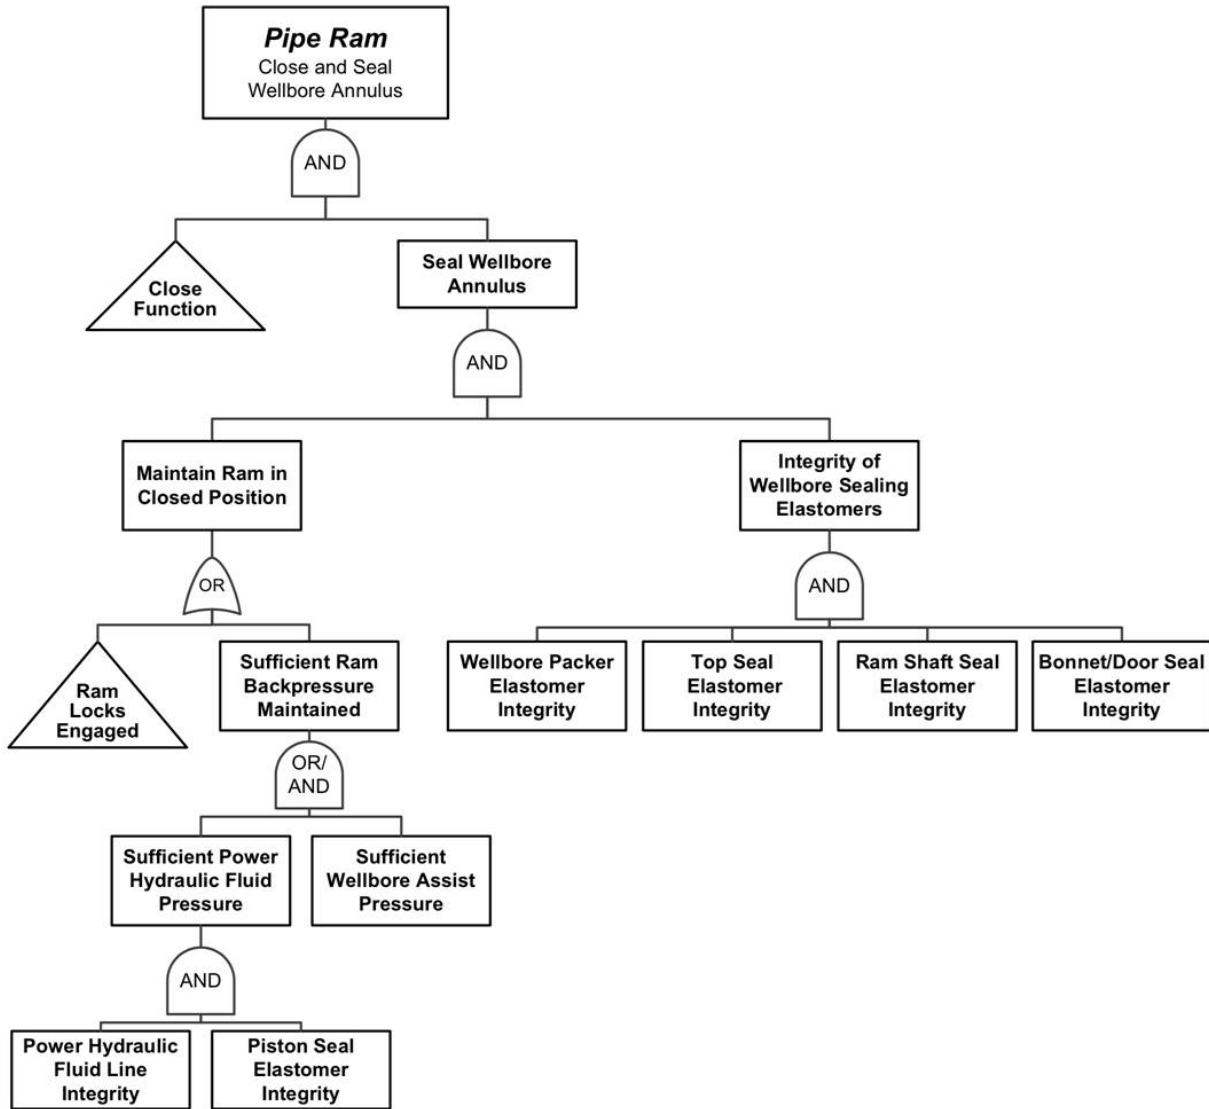 Pipe Ram
Close and Seal
Wellbore Annulus
AND
Close
Function
Seal Wellbore
Annulus
AND
Maintain Ram in
Closed Position
Integrity of
Wellbore Sealing
Elastomers
OR
AND
Ram
Locks
Engaged
Sufficient Ram
Backpressure
Maintained
Wellbore Packer
Elastomer
Integrity
Top Seal
Elastomer
Integrity
Ram Shaft Seal
Elastomer
Integrity
Bonnet/Door Seal
Elastomer
Integrity
OR/
AND
Sufficient Power
Hydraulic Fluid
Pressure
Sufficient
Wellbore Assist
Pressure
AND
Power Hydraulic
Fluid Line
Integrity
Piston Seal
Elastomer
Integrity